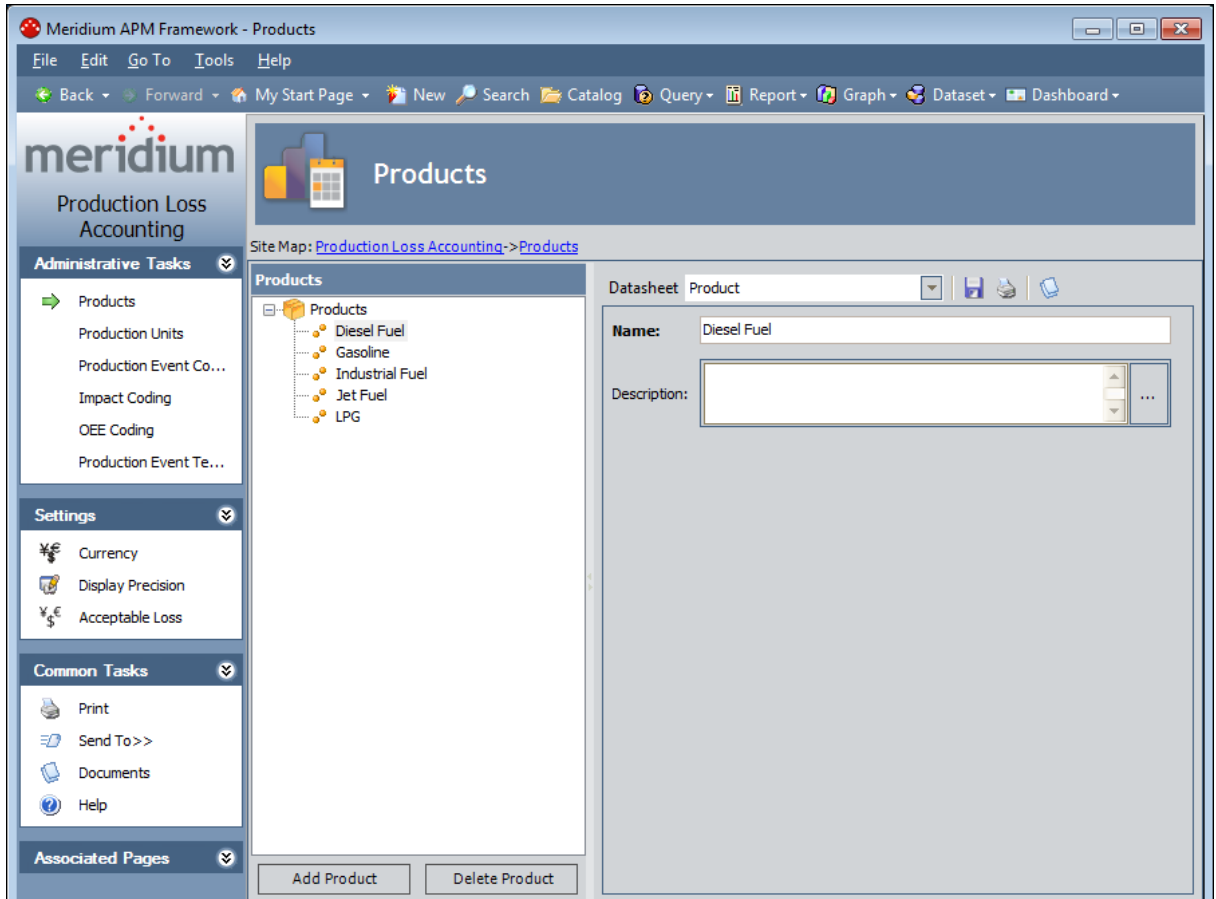 Meridium APM Framework - Products
File Edit Go To Tools Help
Back Forward My Start Page New Search Catalog Query Report Graph Dataset Dashboard
meridium
Production Loss
Accounting
Products
Site Map: Production Loss Accounting->Products
Administrative Tasks
Products
Production Units
Production Event Co...
Impact Coding
OEE Coding
Production Event Te...
Settings
Currency
Display Precision
Acceptable Loss
Common Tasks
Print
Send To>>
Documents
Help
Associated Pages
Products
Products
Diesel Fuel
Gasoline
Industrial Fuel
Jet Fuel
LPG
Add Product Delete Product
Datasheet Product
Name: Diesel Fuel
Description: ...